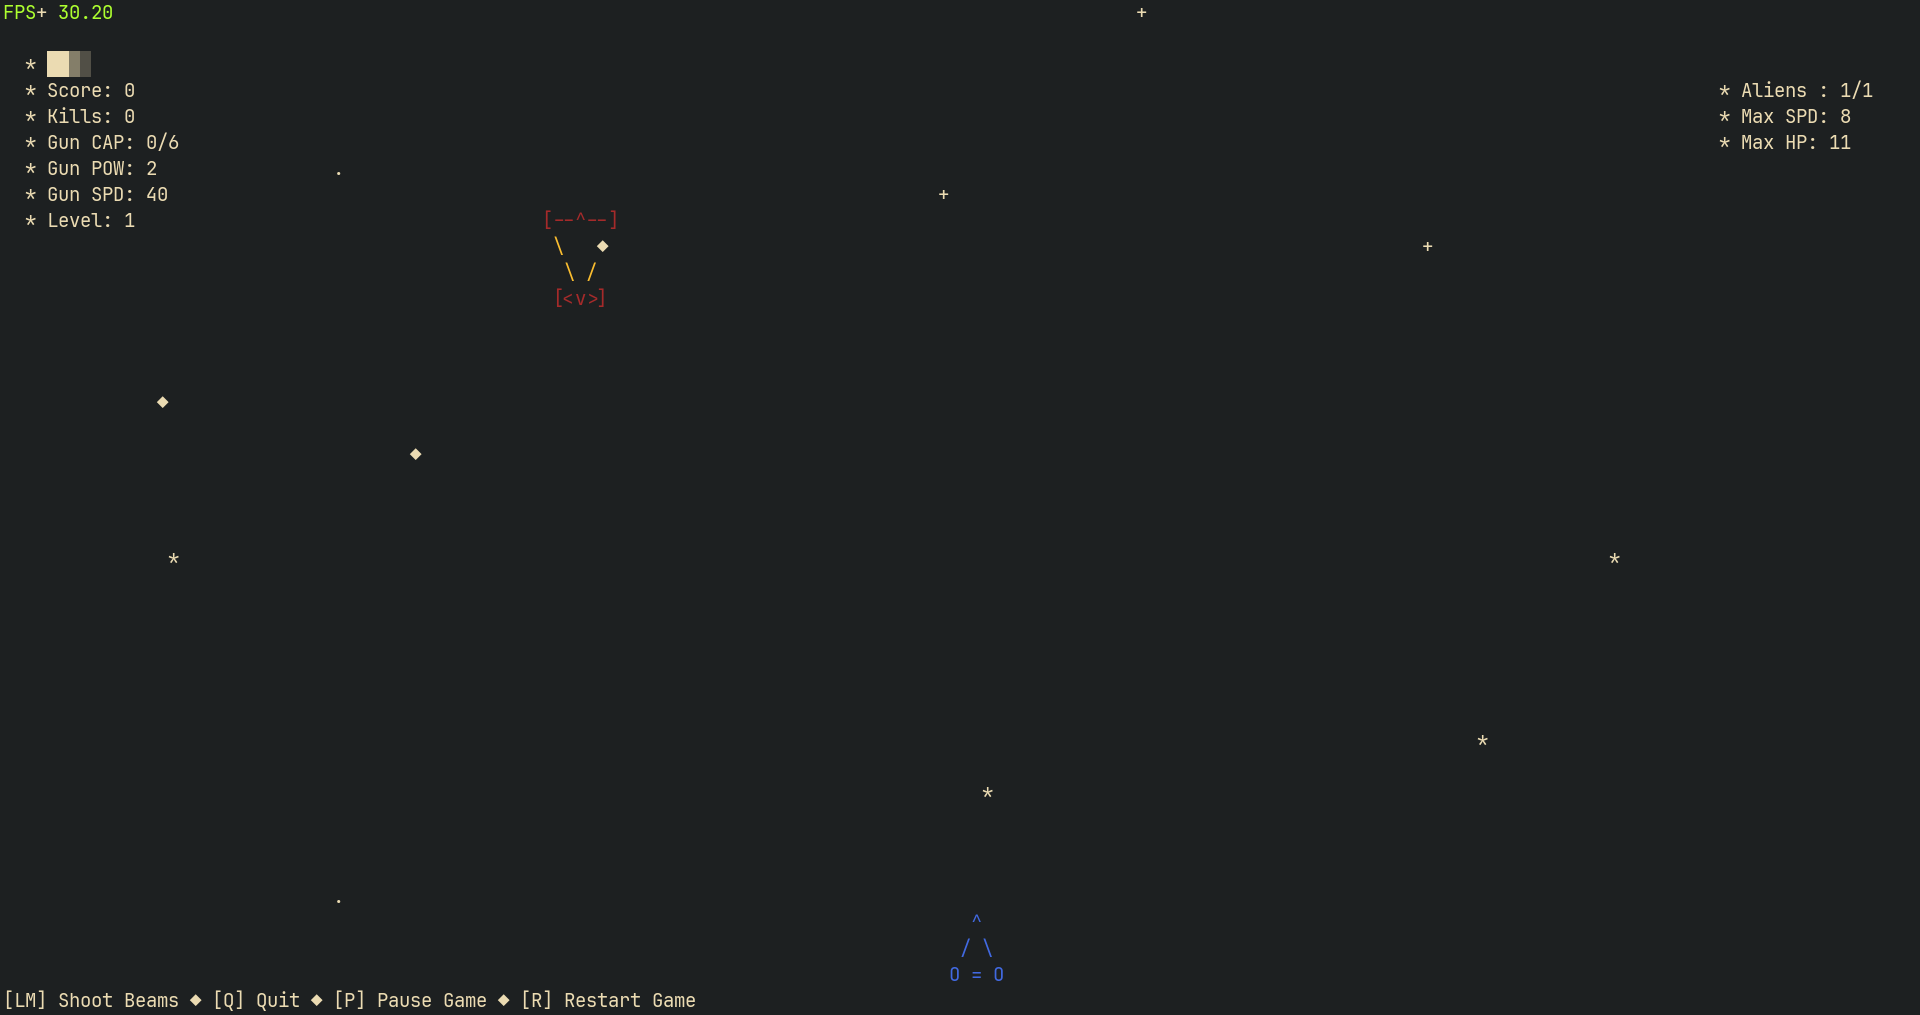 FPS+ 30.20
* Score: 0
* Kills: 0
* Gun CAP: 0/6
* Gun POW: 2
* Gun SPD: 40
* Level: 1
* Aliens : 1/1
* Max SPD: 8
* Max HP: 11
[--^--]
\ ◆
\ /
[<v>]
^
/ \
O = O
[LM] Shoot Beams ◆ [Q] Quit ◆ [P] Pause Game ◆ [R] Restart Game